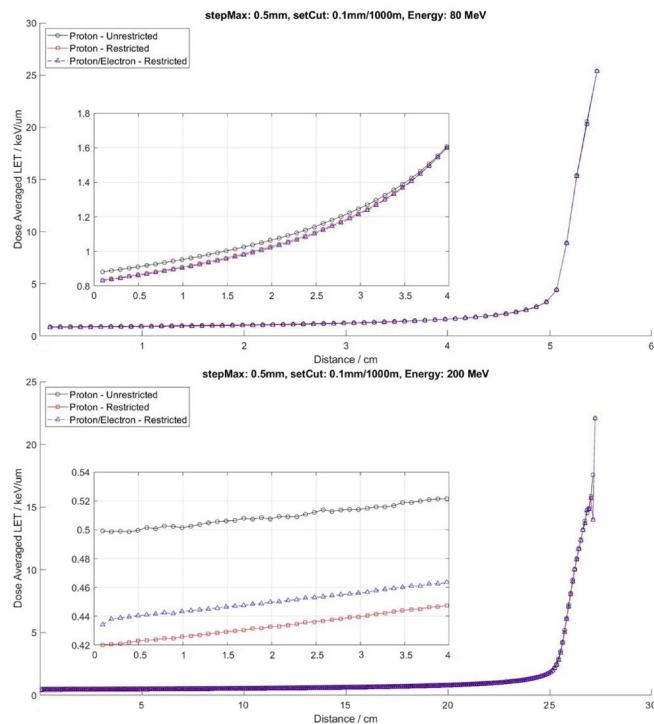 stepMax: 0.5mm, setCut: 0.1mm/1000m, Energy: 80 MeV
Proton - Unrestricted
Proton - Restricted
Proton/Electron - Restricted
Dose Averaged LET / keV/um
30
25
20
15
10
5
0
1.8
1.6
1.4
1.2
1
0.8
0 0.5 1 1.5 2 2.5 3 3.5 4
1 2 3 4 5 6
Distance / cm
stepMax: 0.5mm, setCut: 0.1mm/1000m, Energy: 200 MeV
Proton - Unrestricted
Proton - Restricted
Proton/Electron - Restricted
Dose Averaged LET / keV/um
25
20
15
10
5
0
0.54
0.52
0.5
0.48
0.46
0.44
0.42
0 0.5 1 1.5 2 2.5 3 3.5 4
5 10 15 20 25 30
Distance / cm